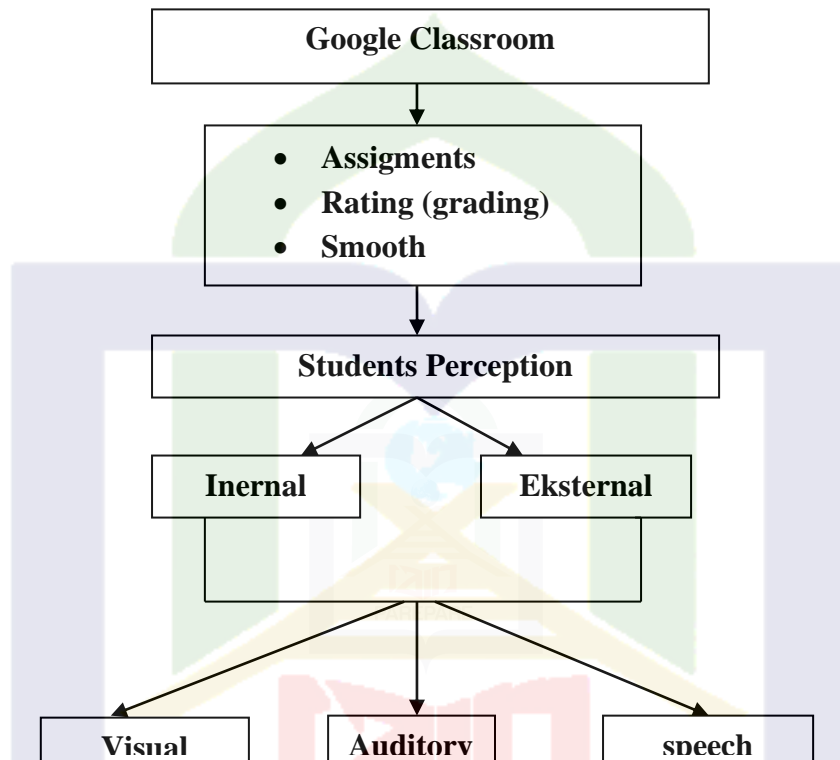 Google Classroom
• Assigments
• Rating (grading)
• Smooth
Students Perception
Inernal Eksternal
Visual Auditory speech